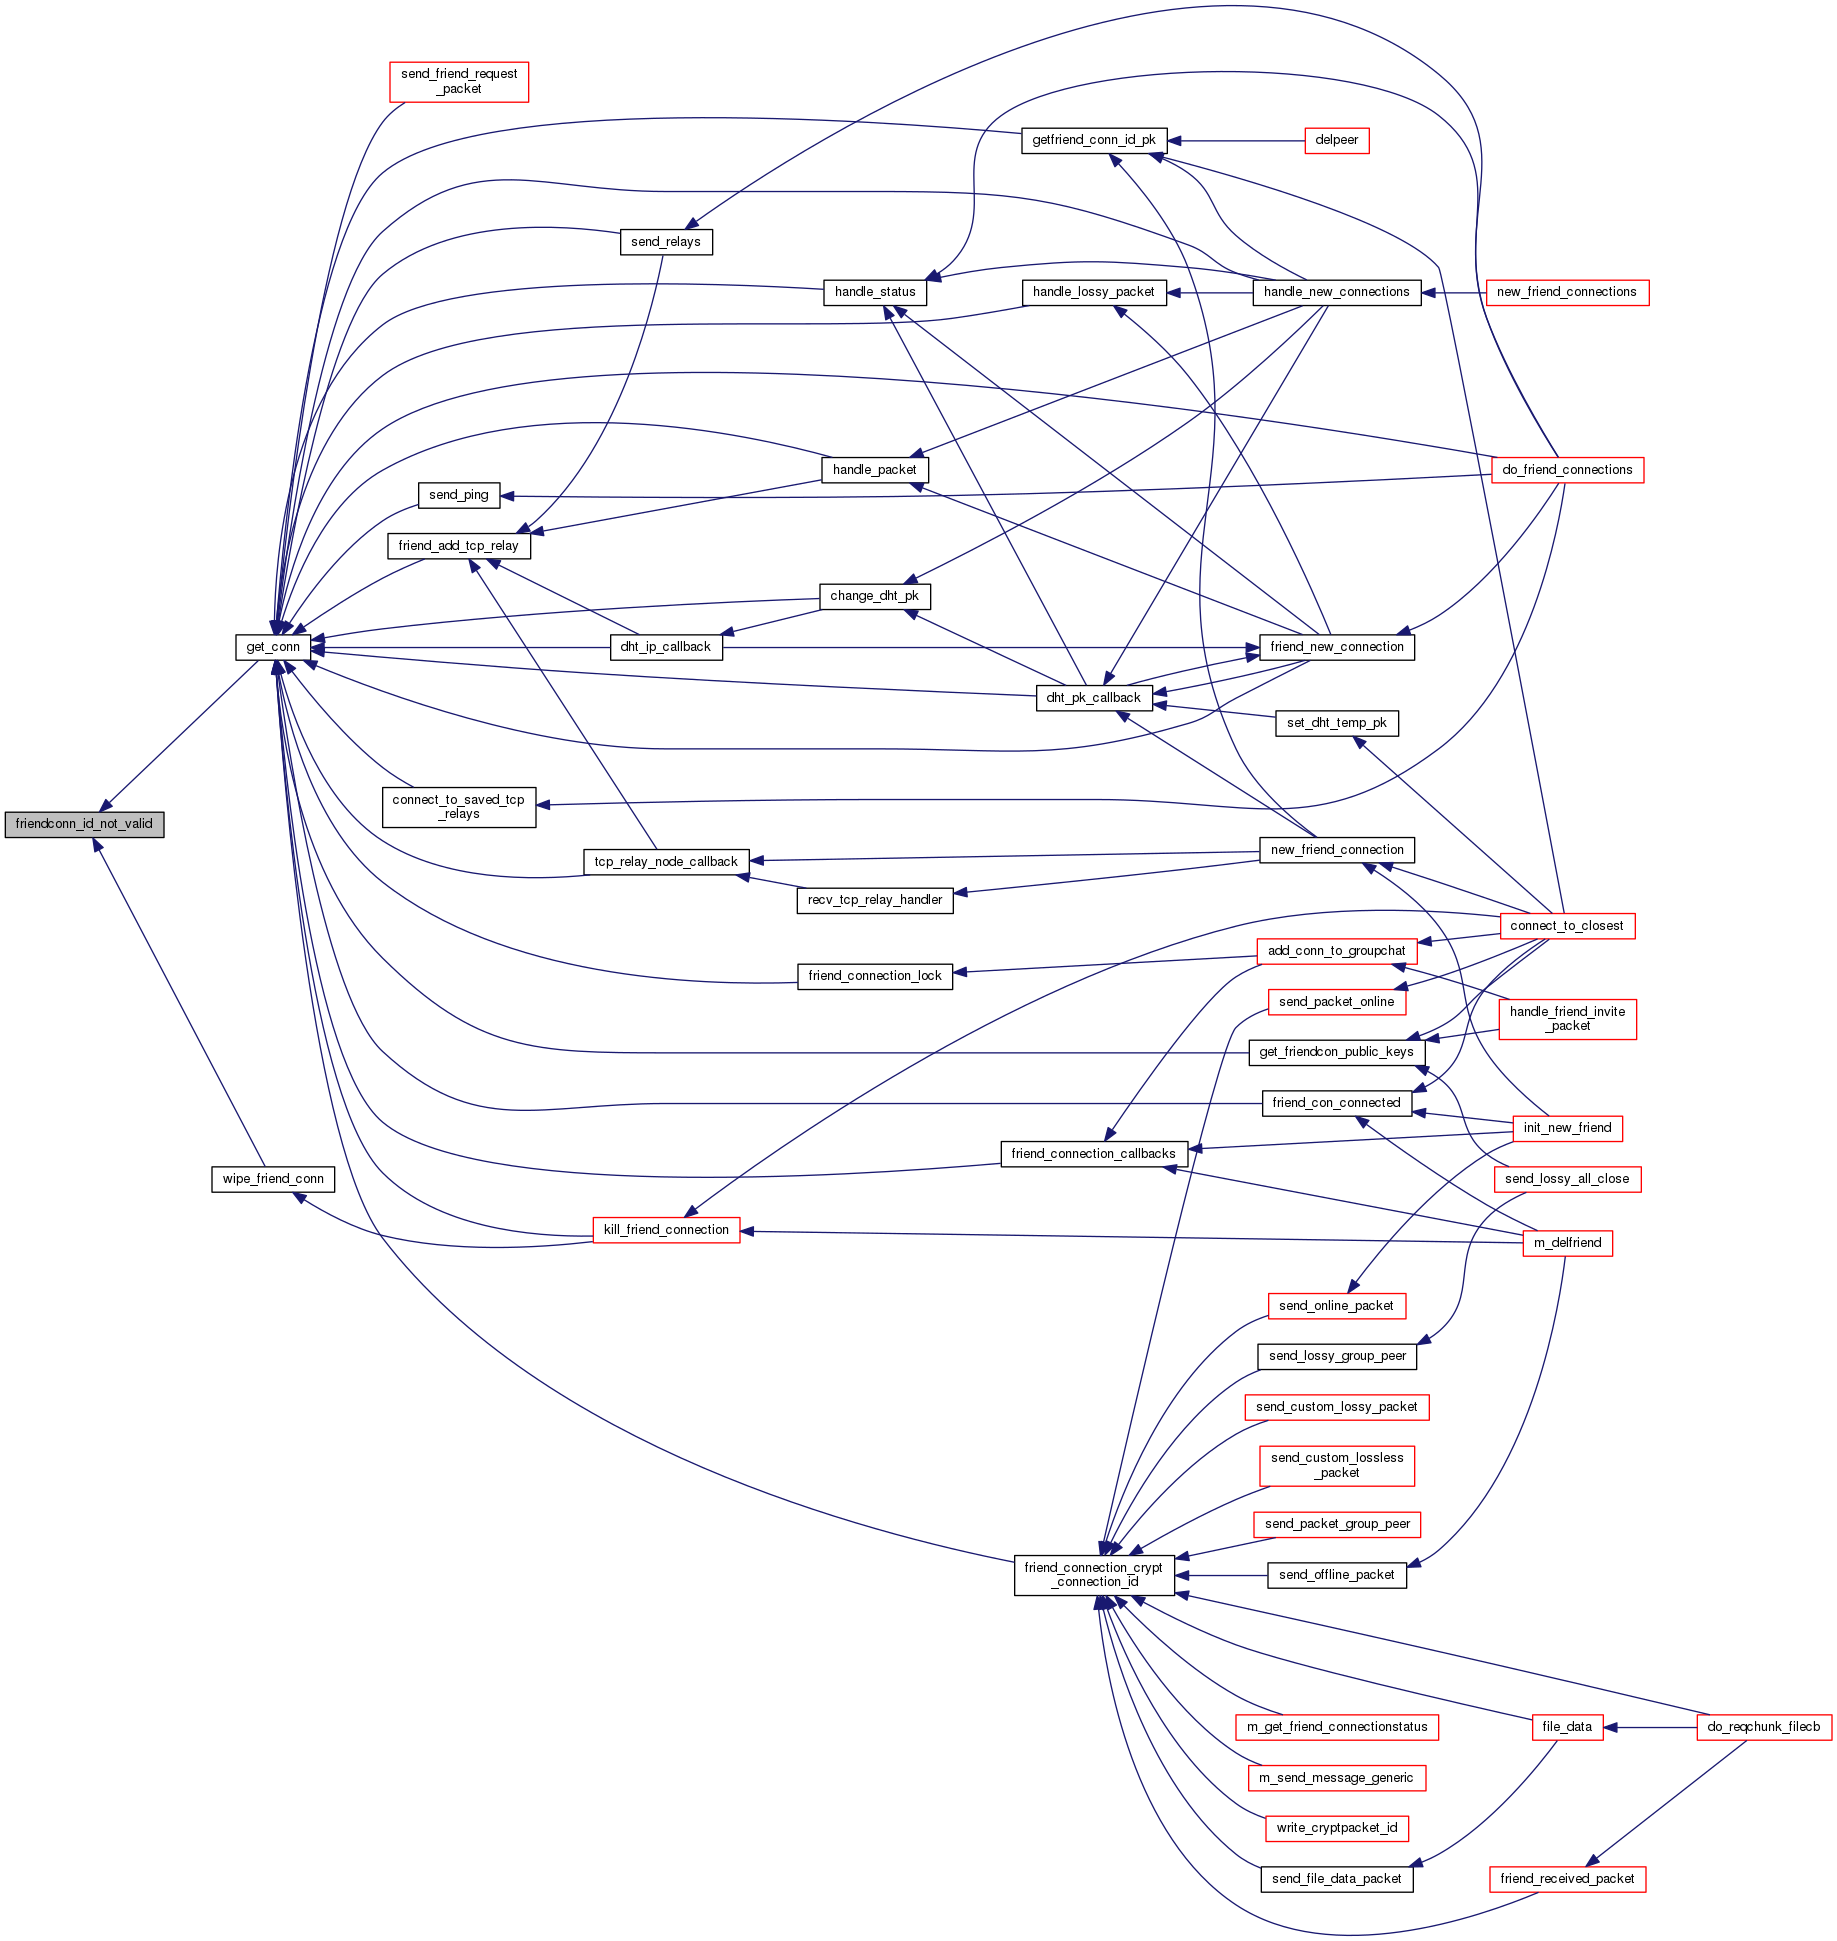 send_friend_request
_packet
getfriend_conn_id_pk
delpeer
send_relays
handle_status
handle_lossy_packet
handle_new_connections
new_friend_connections
handle_packet
do_friend_connections
send_ping
friend_add_tcp_relay
change_dht_pk
get_conn
dht_ip_callback
friend_new_connection
dht_pk_callback
set_dht_temp_pk
connect_to_saved_tcp
_relays
friendconn_id_not_valid
tcp_relay_node_callback
new_friend_connection
recv_tcp_relay_handler
connect_to_closest
add_conn_to_groupchat
friend_connection_lock
send_packet_online
handle_friend_invite
_packet
get_friendcon_public_keys
friend_con_connected
init_new_friend
friend_connection_callbacks
wipe_friend_conn
send_lossy_all_close
kill_friend_connection
m_delfriend
send_online_packet
send_lossy_group_peer
send_custom_lossy_packet
send_custom_lossless
_packet
send_packet_group_peer
friend_connection_crypt
_connection_id
send_offline_packet
m_get_friend_connectionstatus
file_data
do_reqchunk_filecb
m_send_message_generic
write_cryptpacket_id
send_file_data_packet
friend_received_packet